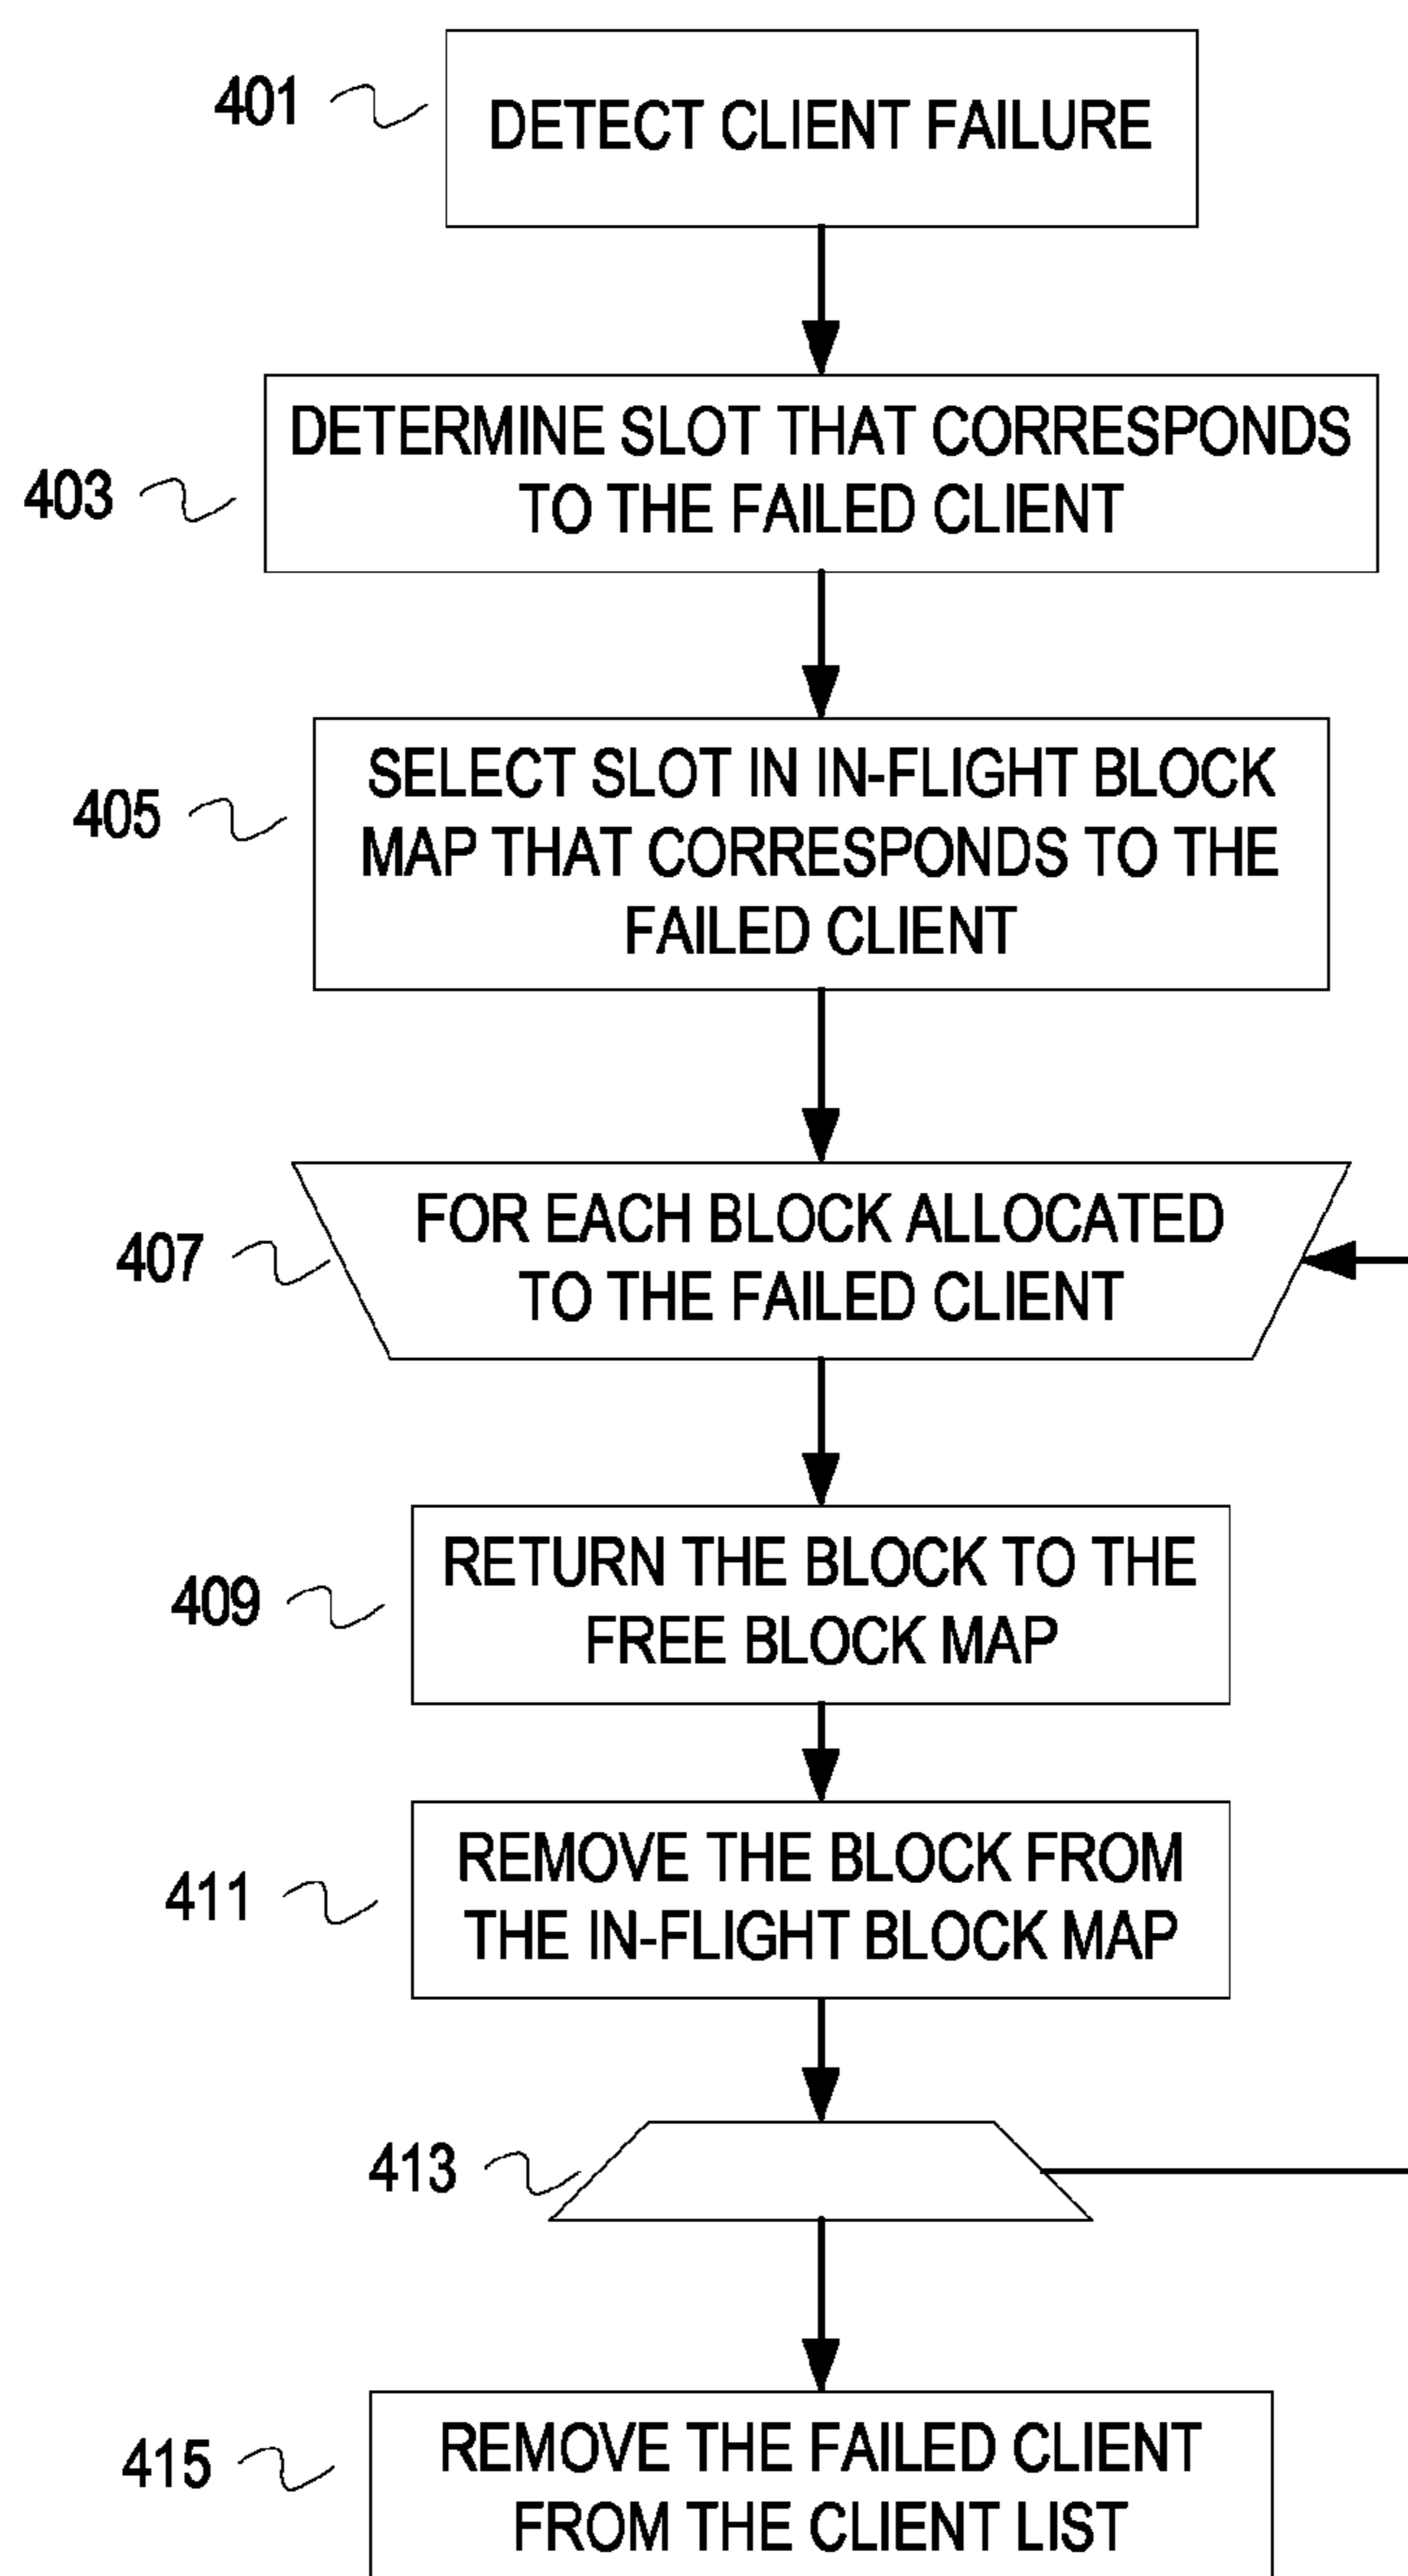 401
DETECT CLIENT FAILURE
403
DETERMINE SLOT THAT CORRESPONDS
TO THE FAILED CLIENT
405
SELECT SLOT IN IN-FLIGHT BLOCK
MAP THAT CORRESPONDS TO THE
FAILED CLIENT
407
FOR EACH BLOCK ALLOCATED
TO THE FAILED CLIENT
409
RETURN THE BLOCK TO THE
FREE BLOCK MAP
411
REMOVE THE BLOCK FROM
THE IN-FLIGHT BLOCK MAP
413
415
REMOVE THE FAILED CLIENT
FROM THE CLIENT LIST